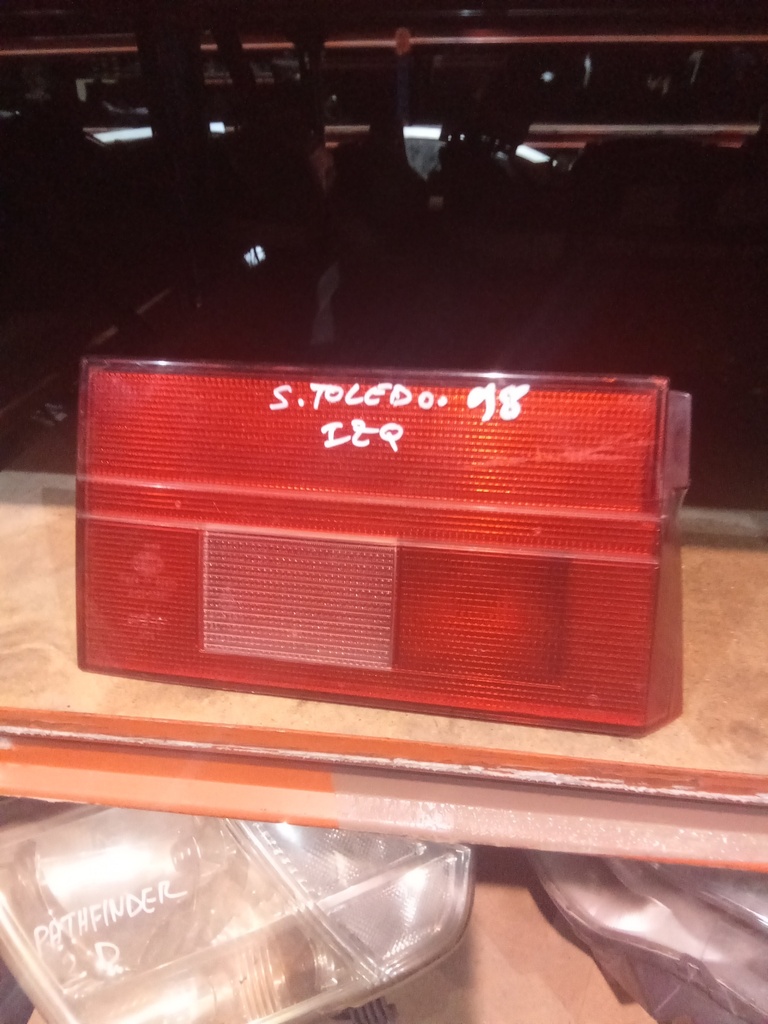 S. TOLEDO. 98
IZQ
PATHFINDER
D